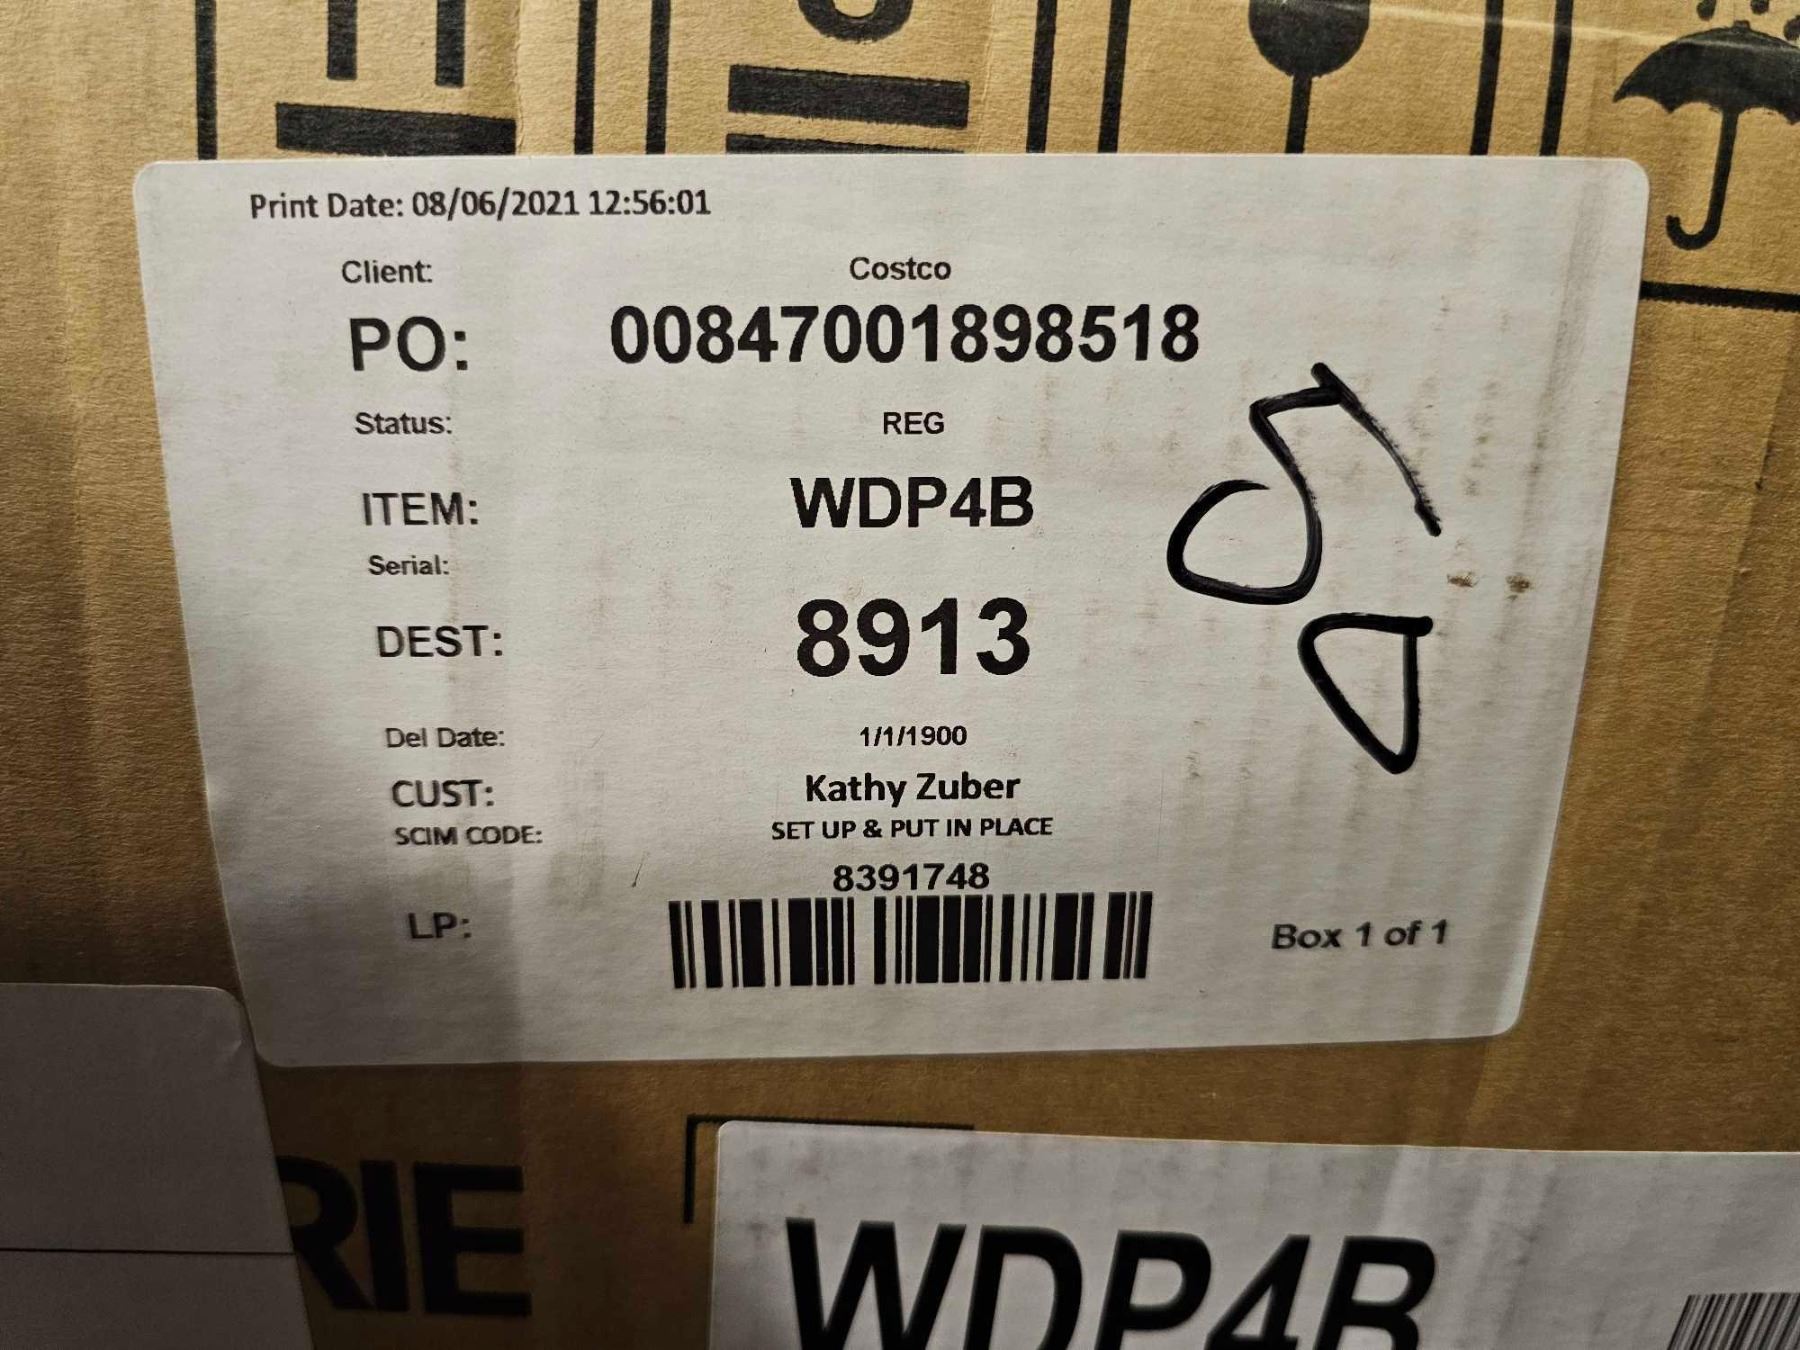 Print Date: 08/06/2021 12:56:01
Client: Costco
PO: 00847001898518
Status: REG
ITEM: WDP4B
Serial:
DEST: 8913
Del Date: 1/1/1900
CUST: Kathy Zuber
SCIM CODE: SET UP & PUT IN PLACE
8391748
LP:
Box 1 of 1
RIE
WDP4B